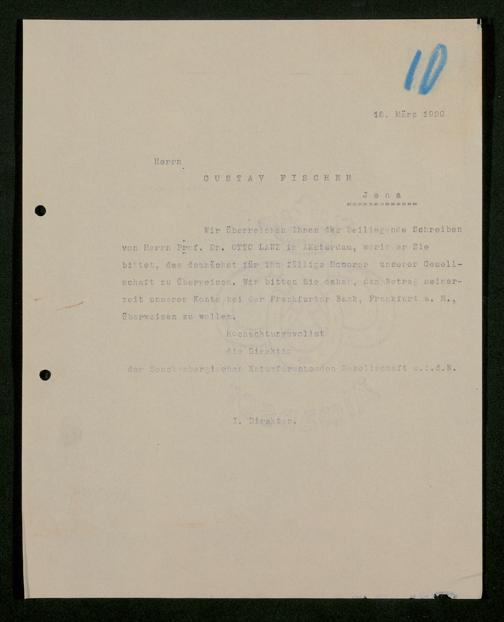 10
18. März 1920
Herrn
GUSTAV FISCHER
Jena
Wir überreichen Ihnen das beiliegende Schreiben
von Herrn Prof. Dr. OTTO LANZ in Amsterdam, worin er Sie
bittet, das demnächst für ihn fällige Honorar unserer Gesell-
schaft zu überweisen. Wir bitten Sie daher, den Betrag seiner-
zeit unserem Konto bei der Frankfurter Bank, Frankfurt a. M.,
überweisen zu wollen.
Hochachtungsvollst
die Direktion
der Senckenbergischen Naturforschenden Gesellschaft
I. Direktor.